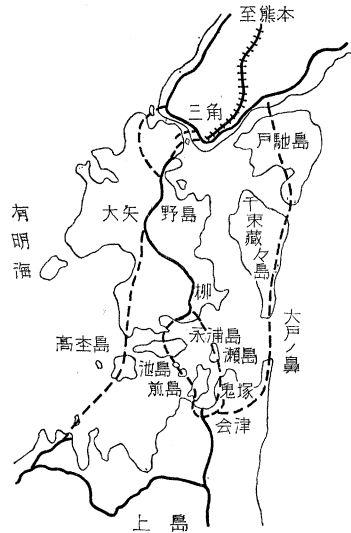 至熊本
三角
戸馳島
大矢野島
千束蔵々島
有明海
柳
大戸ノ鼻
永浦島
瀬島
高杢島
池島
前島
鬼塚
会津
上島